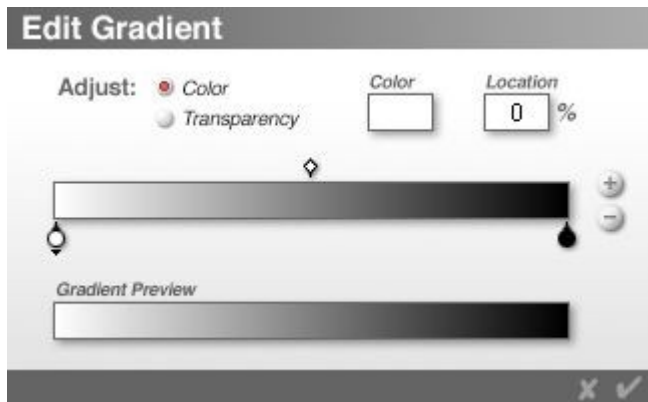 Edit Gradient
Adjust: Color Color Location
Transparency 0 %
Gradient Preview